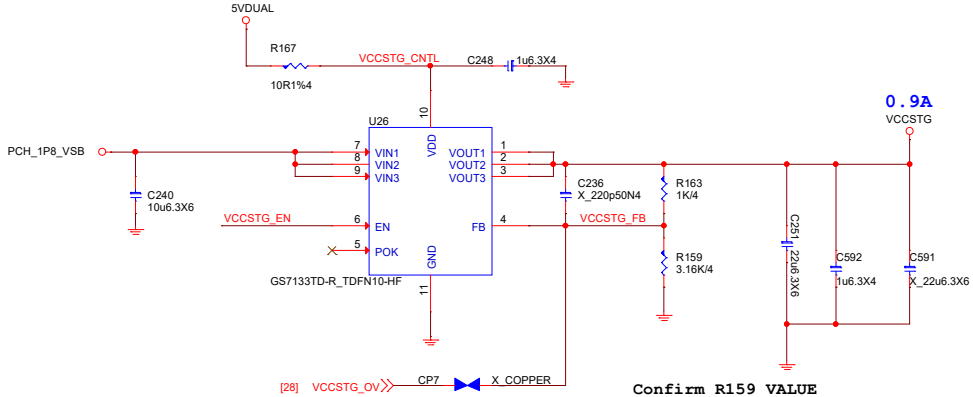 5VDUAL
R167
VCCSTG_CNTL
C248
1u6.3X4
10R1%4
0.9A
VCCSTG
U26
10
VDD
PCH_1P8_VSB
7
VIN1
VOUT1
1
8
VIN2
VOUT2
2
9
VIN3
VOUT3
3
C240
10u6.3X6
C236
X_220p50N4
R163
1K/4
VCCSTG_EN
6
EN
FB
4
VCCSTG_FB
5
POK
GND
11
GS7133TD-R_TDFN10-HF
R159
3.16K/4
C251
22u6.3X6
C592
1u6.3X4
C591
X_22u6.3X6
[28] VCCSTG_OV
CP7
X_COPPER
Confirm R159 VALUE